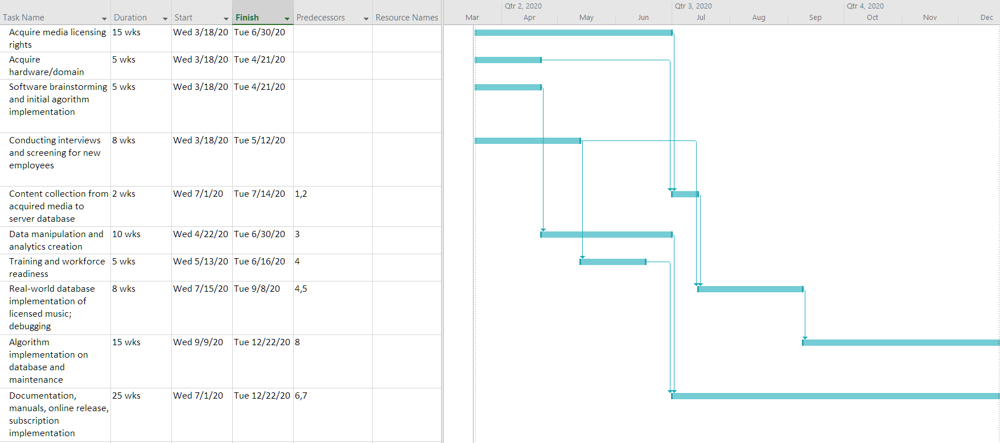 Qtr 2, 2020 Qtr 3, 2020 Qtr 4, 2020
Task Name Duration Start Finish Predecessors Resource Names Mar Apr May Jun Jul Aug Sep Oct Nov Dec
Acquire media licensing 15 wks Wed 3/18/20 Tue 6/30/20
rights
Acquire 5 wks Wed 3/18/20 Tue 4/21/20
hardware/domain
Software brainstorming 5 wks Wed 3/18/20 Tue 4/21/20
and initial agorithm
implementation
Conducting interviews 8 wks Wed 3/18/20 Tue 5/12/20
and screening for new
employees
Content collection from 2 wks Wed 7/1/20 Tue 7/14/20 1,2
acquired media to
server database
Data manipulation and 10 wks Wed 4/22/20 Tue 6/30/20 3
analytics creation
Training and workforce 5 wks Wed 5/13/20 Tue 6/16/20 4
readiness
Real-world database 8 wks Wed 7/15/20 Tue 9/8/20 4,5
implementation of
licensed music;
debugging
Algorithm 15 wks Wed 9/9/20 Tue 12/22/20 8
implementation on
database and
maintenance
Documentation, 25 wks Wed 7/1/20 Tue 12/22/20 6,7
manuals, online release,
subscription
implementation